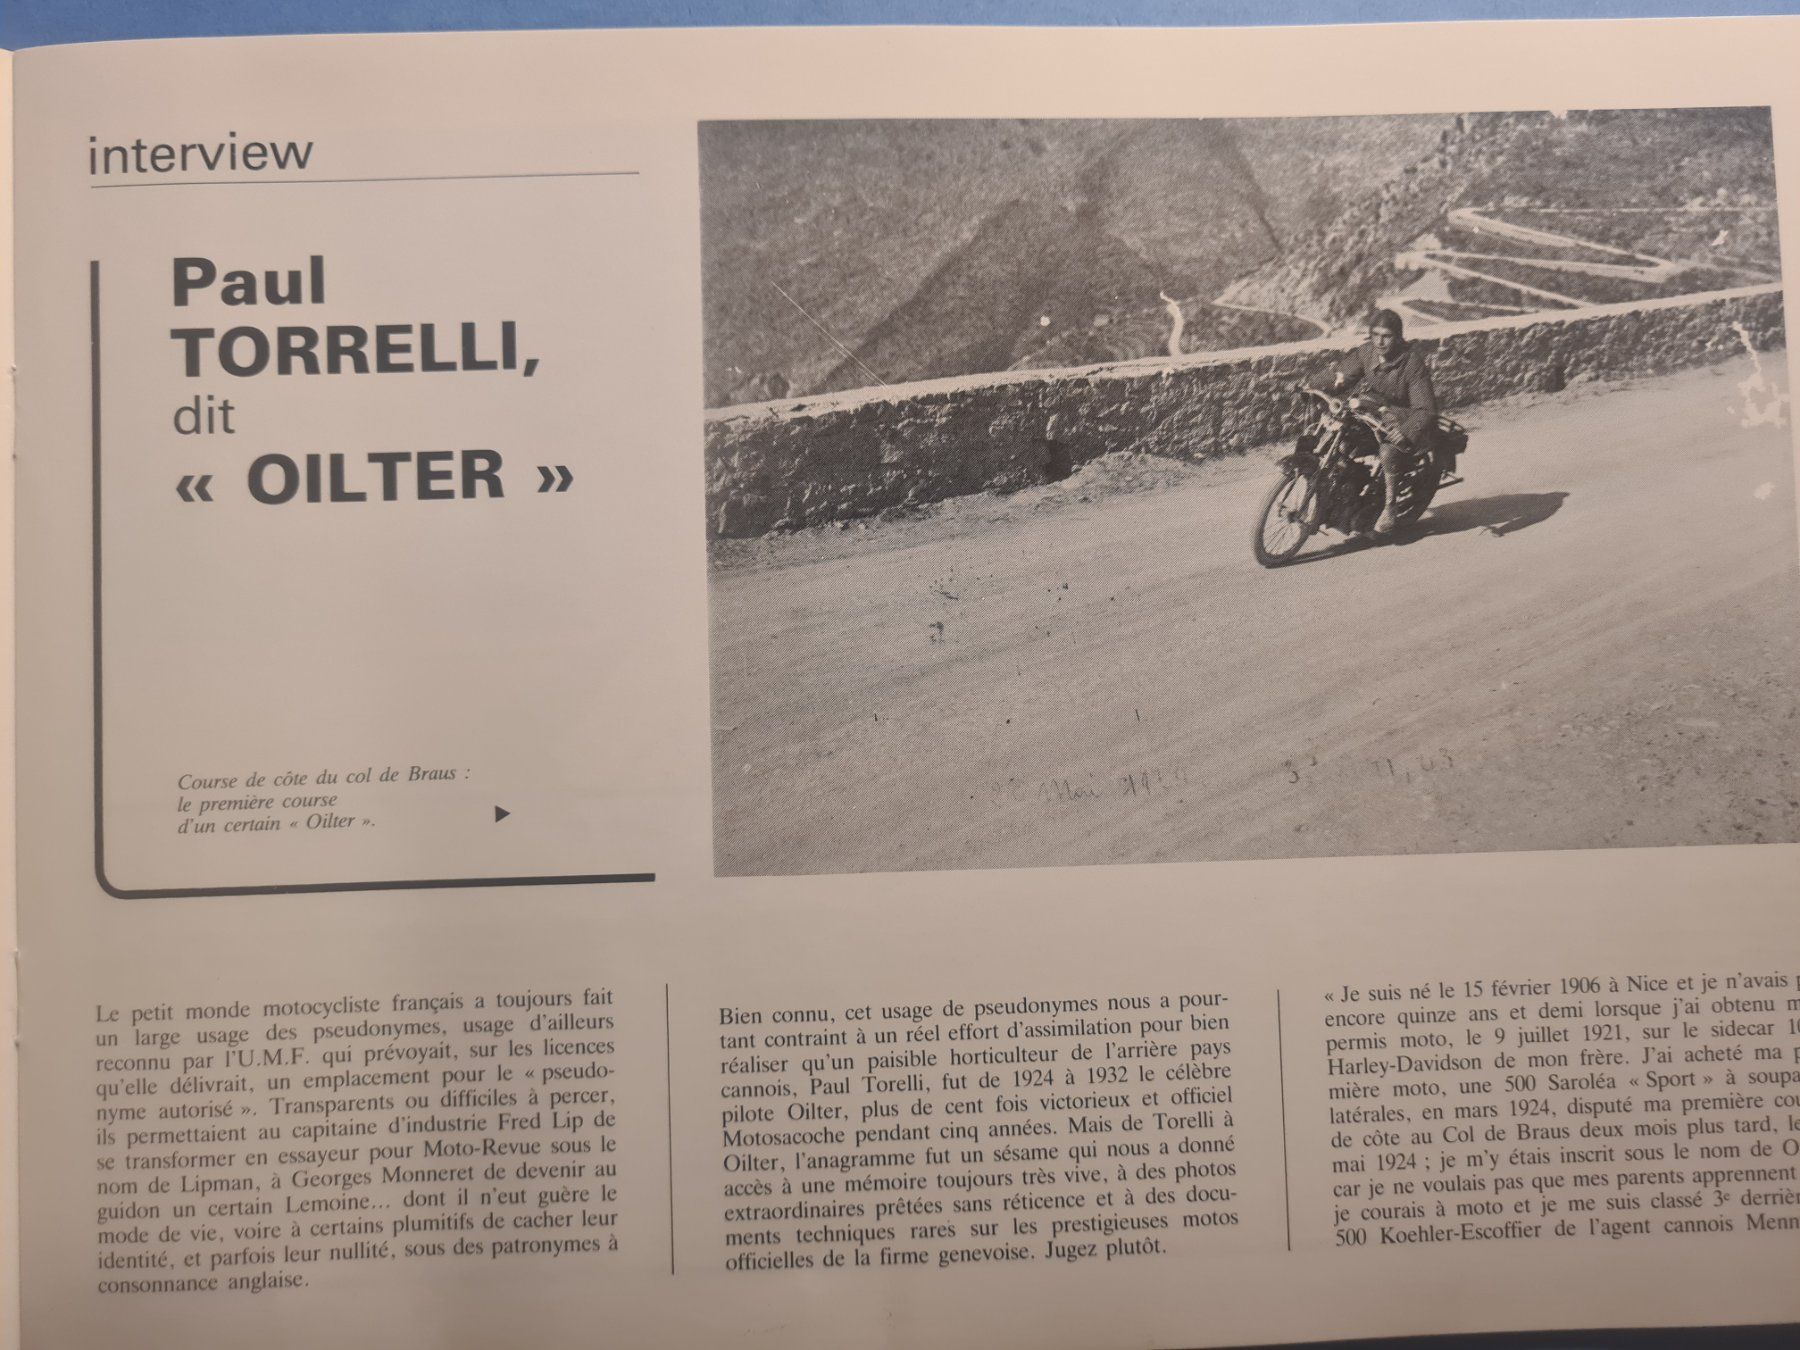 interview
Paul
TORRELLI,
dit
« OILTER »
Course de côte du col de Braus :
le première course
d'un certain « Oilter ».
Mai
Le petit monde motocycliste français a toujours fait
un large usage des pseudonymes, usage d'ailleurs
reconnu par l'U.M.F. qui prévoyait, sur les licences
qu'elle délivrait, un emplacement pour le « pseudo-
nyme autorisé ». Transparents ou difficiles à percer,
ils permettaient au capitaine d'industrie Fred Lip de
se transformer en essayeur pour Moto-Revue sous le
nom de Lipman, à Georges Monneret de devenir au
guidon un certain Lemoine... dont il n'eut guère le
mode de vie, voire à certains plumitifs de cacher leur
identité, et parfois leur nullité, sous des patronymes à
consonnance anglaise.
Bien connu, cet usage de pseudonymes nous a pour-
tant contraint à un réel effort d'assimilation pour bien
réaliser qu'un paisible horticulteur de l'arrière pays
cannois, Paul Torelli, fut de 1924 à 1932 le célèbre
pilote Oilter, plus de cent fois victorieux et officiel
Motosacoche pendant cinq années. Mais de Torelli à
Oilter, l'anagramme fut un sésame qui nous a donné
accès à une mémoire toujours très vive, à des photos
extraordinaires prêtées sans réticence et à des docu-
ments techniques rares sur les prestigieuses motos
officielles de la firme genevoise. Jugez plutôt.
« Je suis né le 15 février 1906 à Nice et je n'avais
encore quinze ans et demi lorsque j'ai obtenu
permis moto, le 9 juillet 1921, sur le sidecar
Harley-Davidson de mon frère. J'ai acheté ma
mière moto, une 500 Saroléa « Sport » à
latérales, en mars 1924, disputé ma première
de côte au Col de Braus deux mois plus tard,
mai 1924 ; je m'y étais inscrit sous le nom de
car je ne voulais pas que mes parents apprennent
je courais à moto et je me suis classé 3e
500 Koehler-Escoffier de l'agent cannois